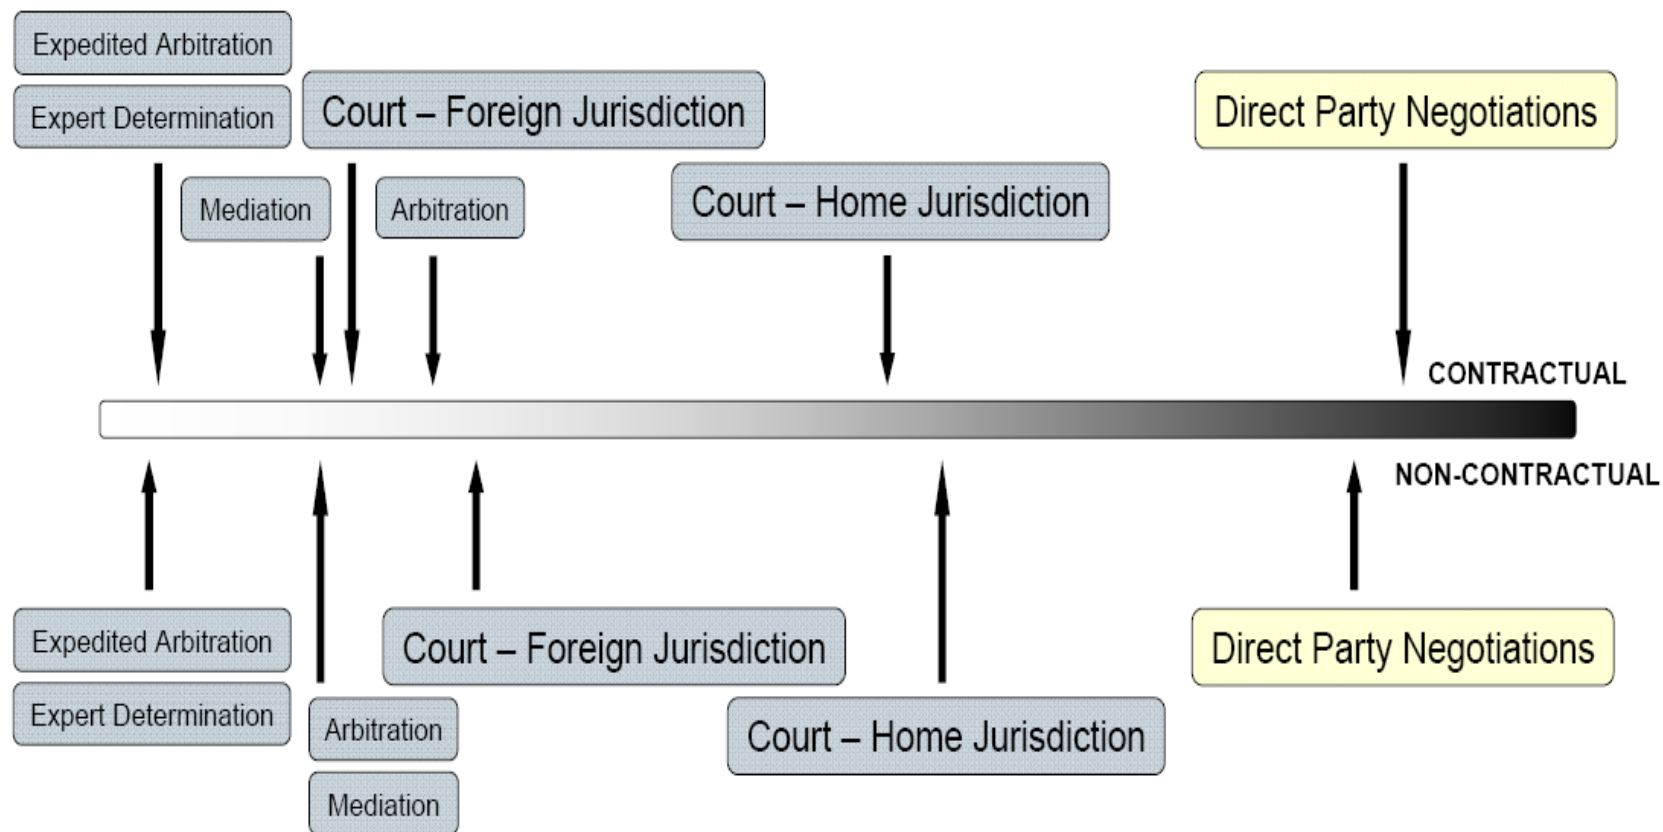 Expedited Arbitration
Expert Determination
Court – Foreign Jurisdiction
Direct Party Negotiations
Mediation
Arbitration
Court – Home Jurisdiction
CONTRACTUAL
NON-CONTRACTUAL
Expedited Arbitration
Expert Determination
Court – Foreign Jurisdiction
Direct Party Negotiations
Arbitration
Mediation
Court – Home Jurisdiction